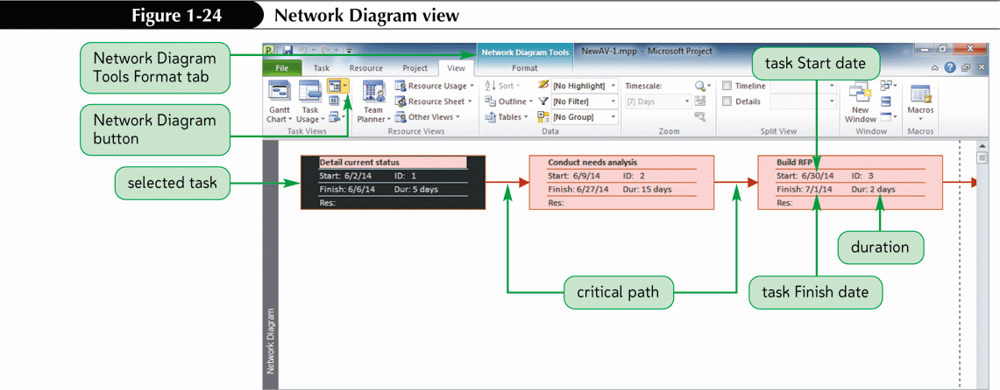 Figure 1-24 Network Diagram view
Network Diagram
Tools Format tab
Network Diagram
button
selected task
Network Diagram Tools
NewAV-1.mpp - Microsoft Project
File Task Resource Project View Format
task Start date
Gantt
Chart
Task
Usage
Task Views
Team
Planner
Resource Usage
Resource Sheet
Other Views
Resource Views
Sort
Outline
Tables
[No Highlight]
[No Filter]
[No Group]
Data
Timescale:
[7] Days
Zoom
Timeline
Details
Split View
New
Window
Window
Macros
Macros
Detail current status
Start: 6/2/14 ID: 1
Finish: 6/6/14 Dur: 5 days
Res:
Conduct needs analysis
Start: 6/9/14 ID: 2
Finish: 6/27/14 Dur: 15 days
Res:
Build RFP
Start: 6/30/14 ID: 3
Finish: 7/1/14 Dur: 2 days
Res:
duration
critical path
task Finish date
Network Diagram